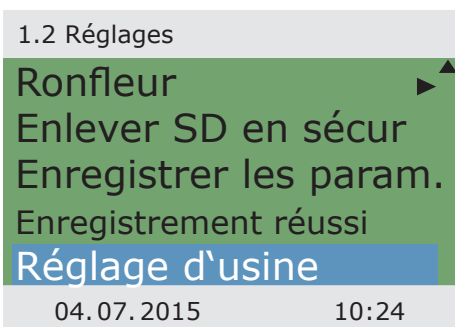 1.2 Réglages
Ronfleur
Enlever SD en sécur
Enregistrer les param.
Enregistrement réussi
Réglage d‘usine
04.07.2015 10:24